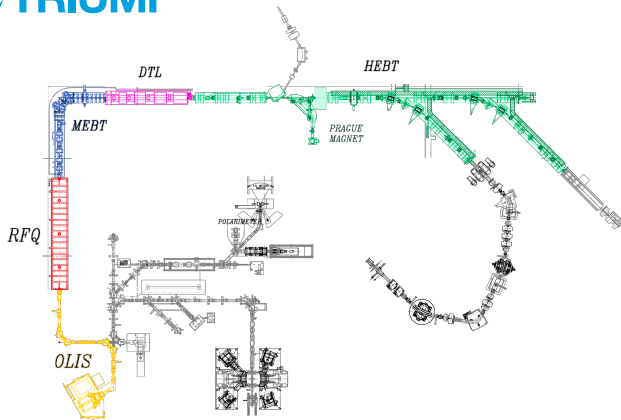 TRIUMF
DTL
HEBT
MEBT
PRAGUE
MAGNET
POLARIMETER
RFQ
OLIS